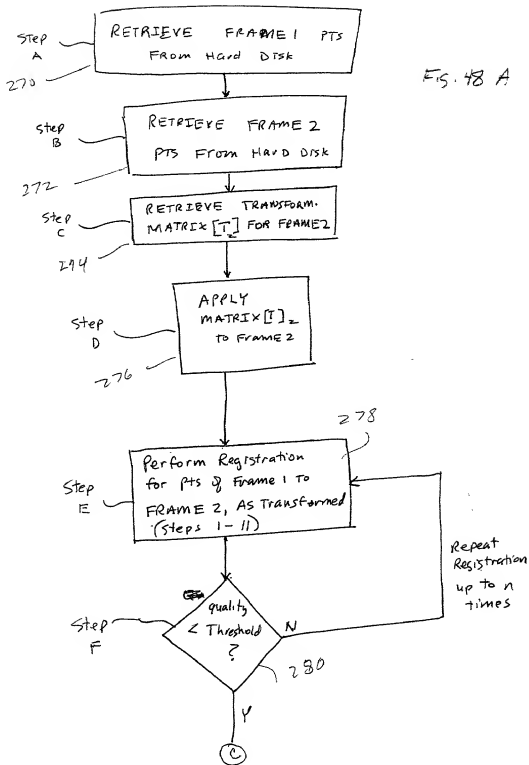 Fig. 48 A
Step
A
270
RETRIEVE FRAME 1 PTS
From Hard Disk
Step
B
272
RETRIEVE FRAME 2
PTS From Hard Disk
Step
C
274
RETRIEVE TRANSFORM.
MATRIX [T₂] FOR FRAME 2
Step
D
276
APPLY
MATRIX [T]₂
to Frame 2
278
Step
E
Perform Registration
for pts of Frame 1 To
FRAME 2, As Transformed
(steps 1-11)
Repeat
Registration
up to n
times
Step
F
quality
< Threshold
?
N
280
Y
C